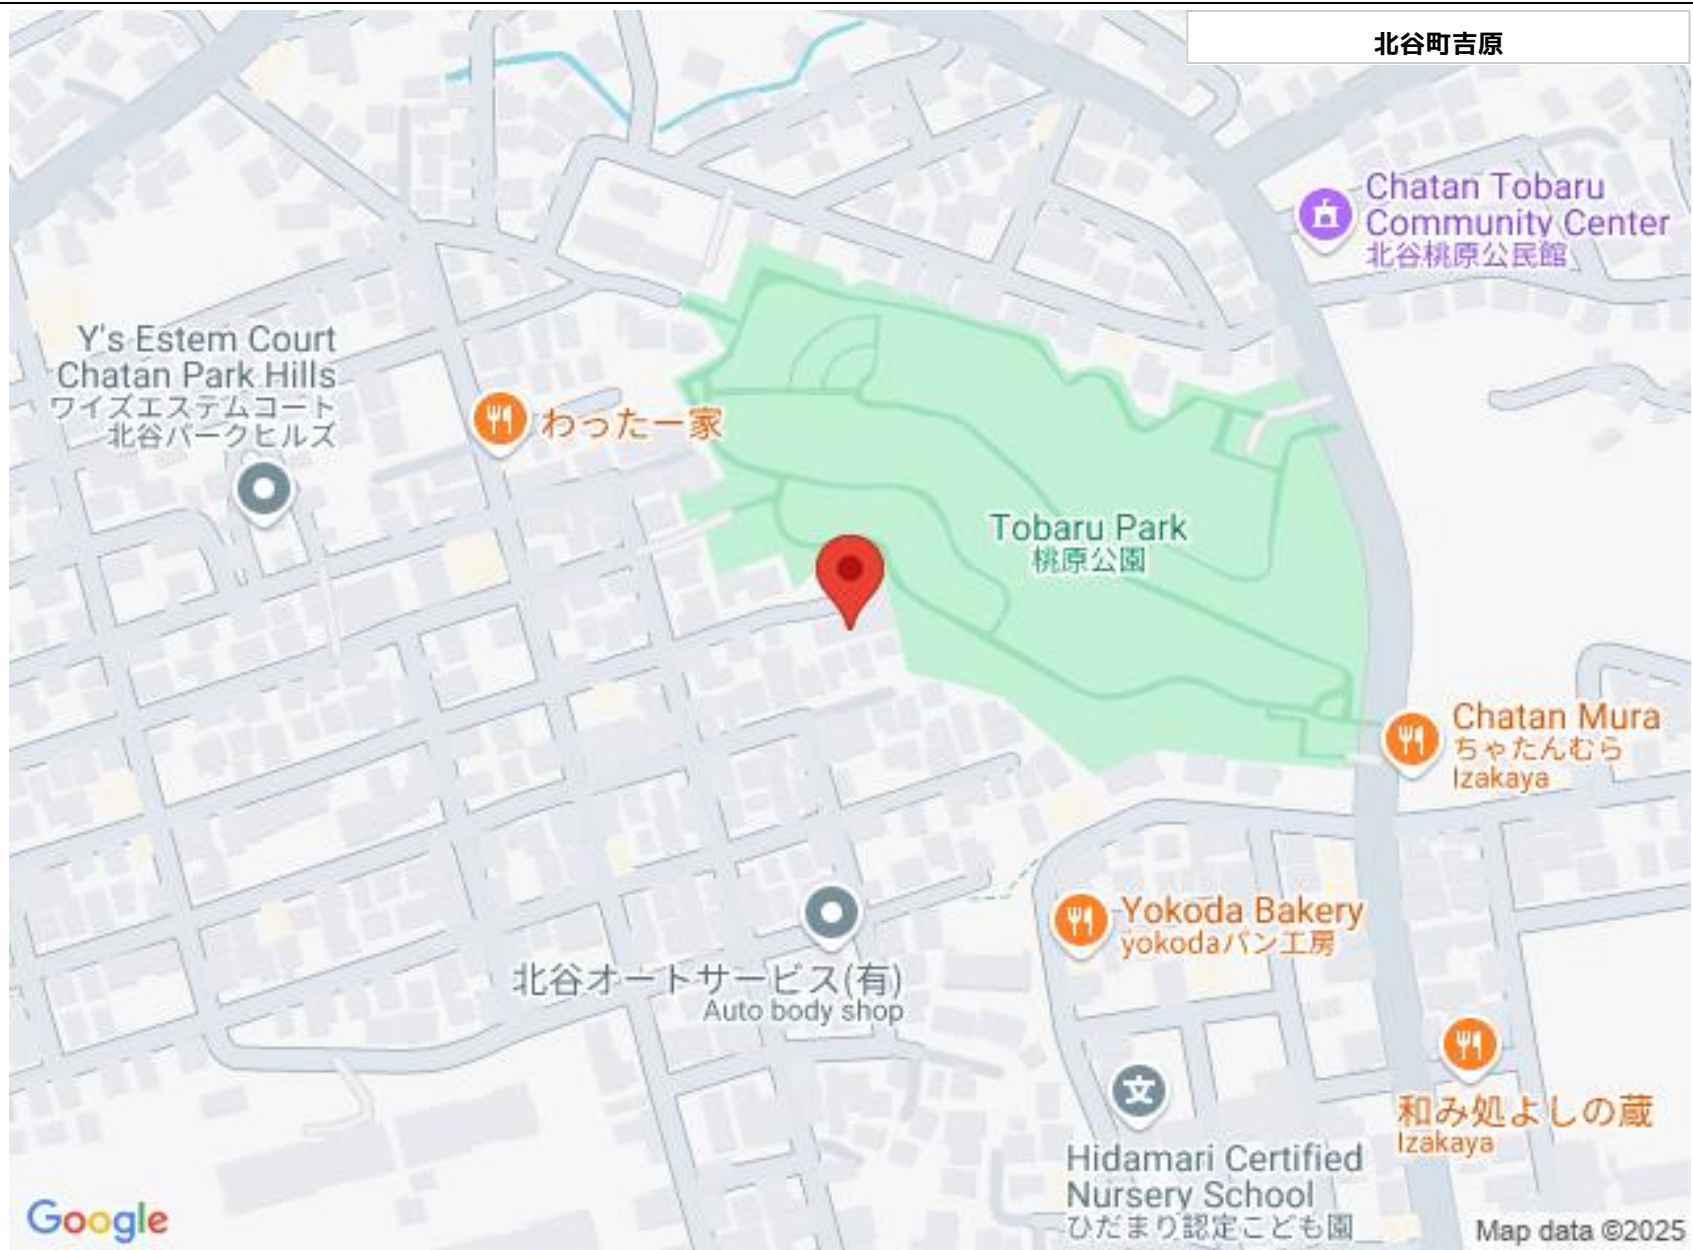 北谷町吉原
Chatan Tobaru
Community Center
北谷桃原公民館
Y's Estem Court
Chatan Park Hills
ワイズエステムコート
北谷パークヒルズ
わったー家
Tobaru Park
桃原公園
Chatan Mura
ちゃたんむら
Izakaya
Yokoda Bakery
yokodaパン工房
北谷オートサービス(有)
Auto body shop
文
和み処よしの蔵
Izakaya
Hidamari Certified
Nursery School
ひだまり認定こども園
Google
Map data ©2025